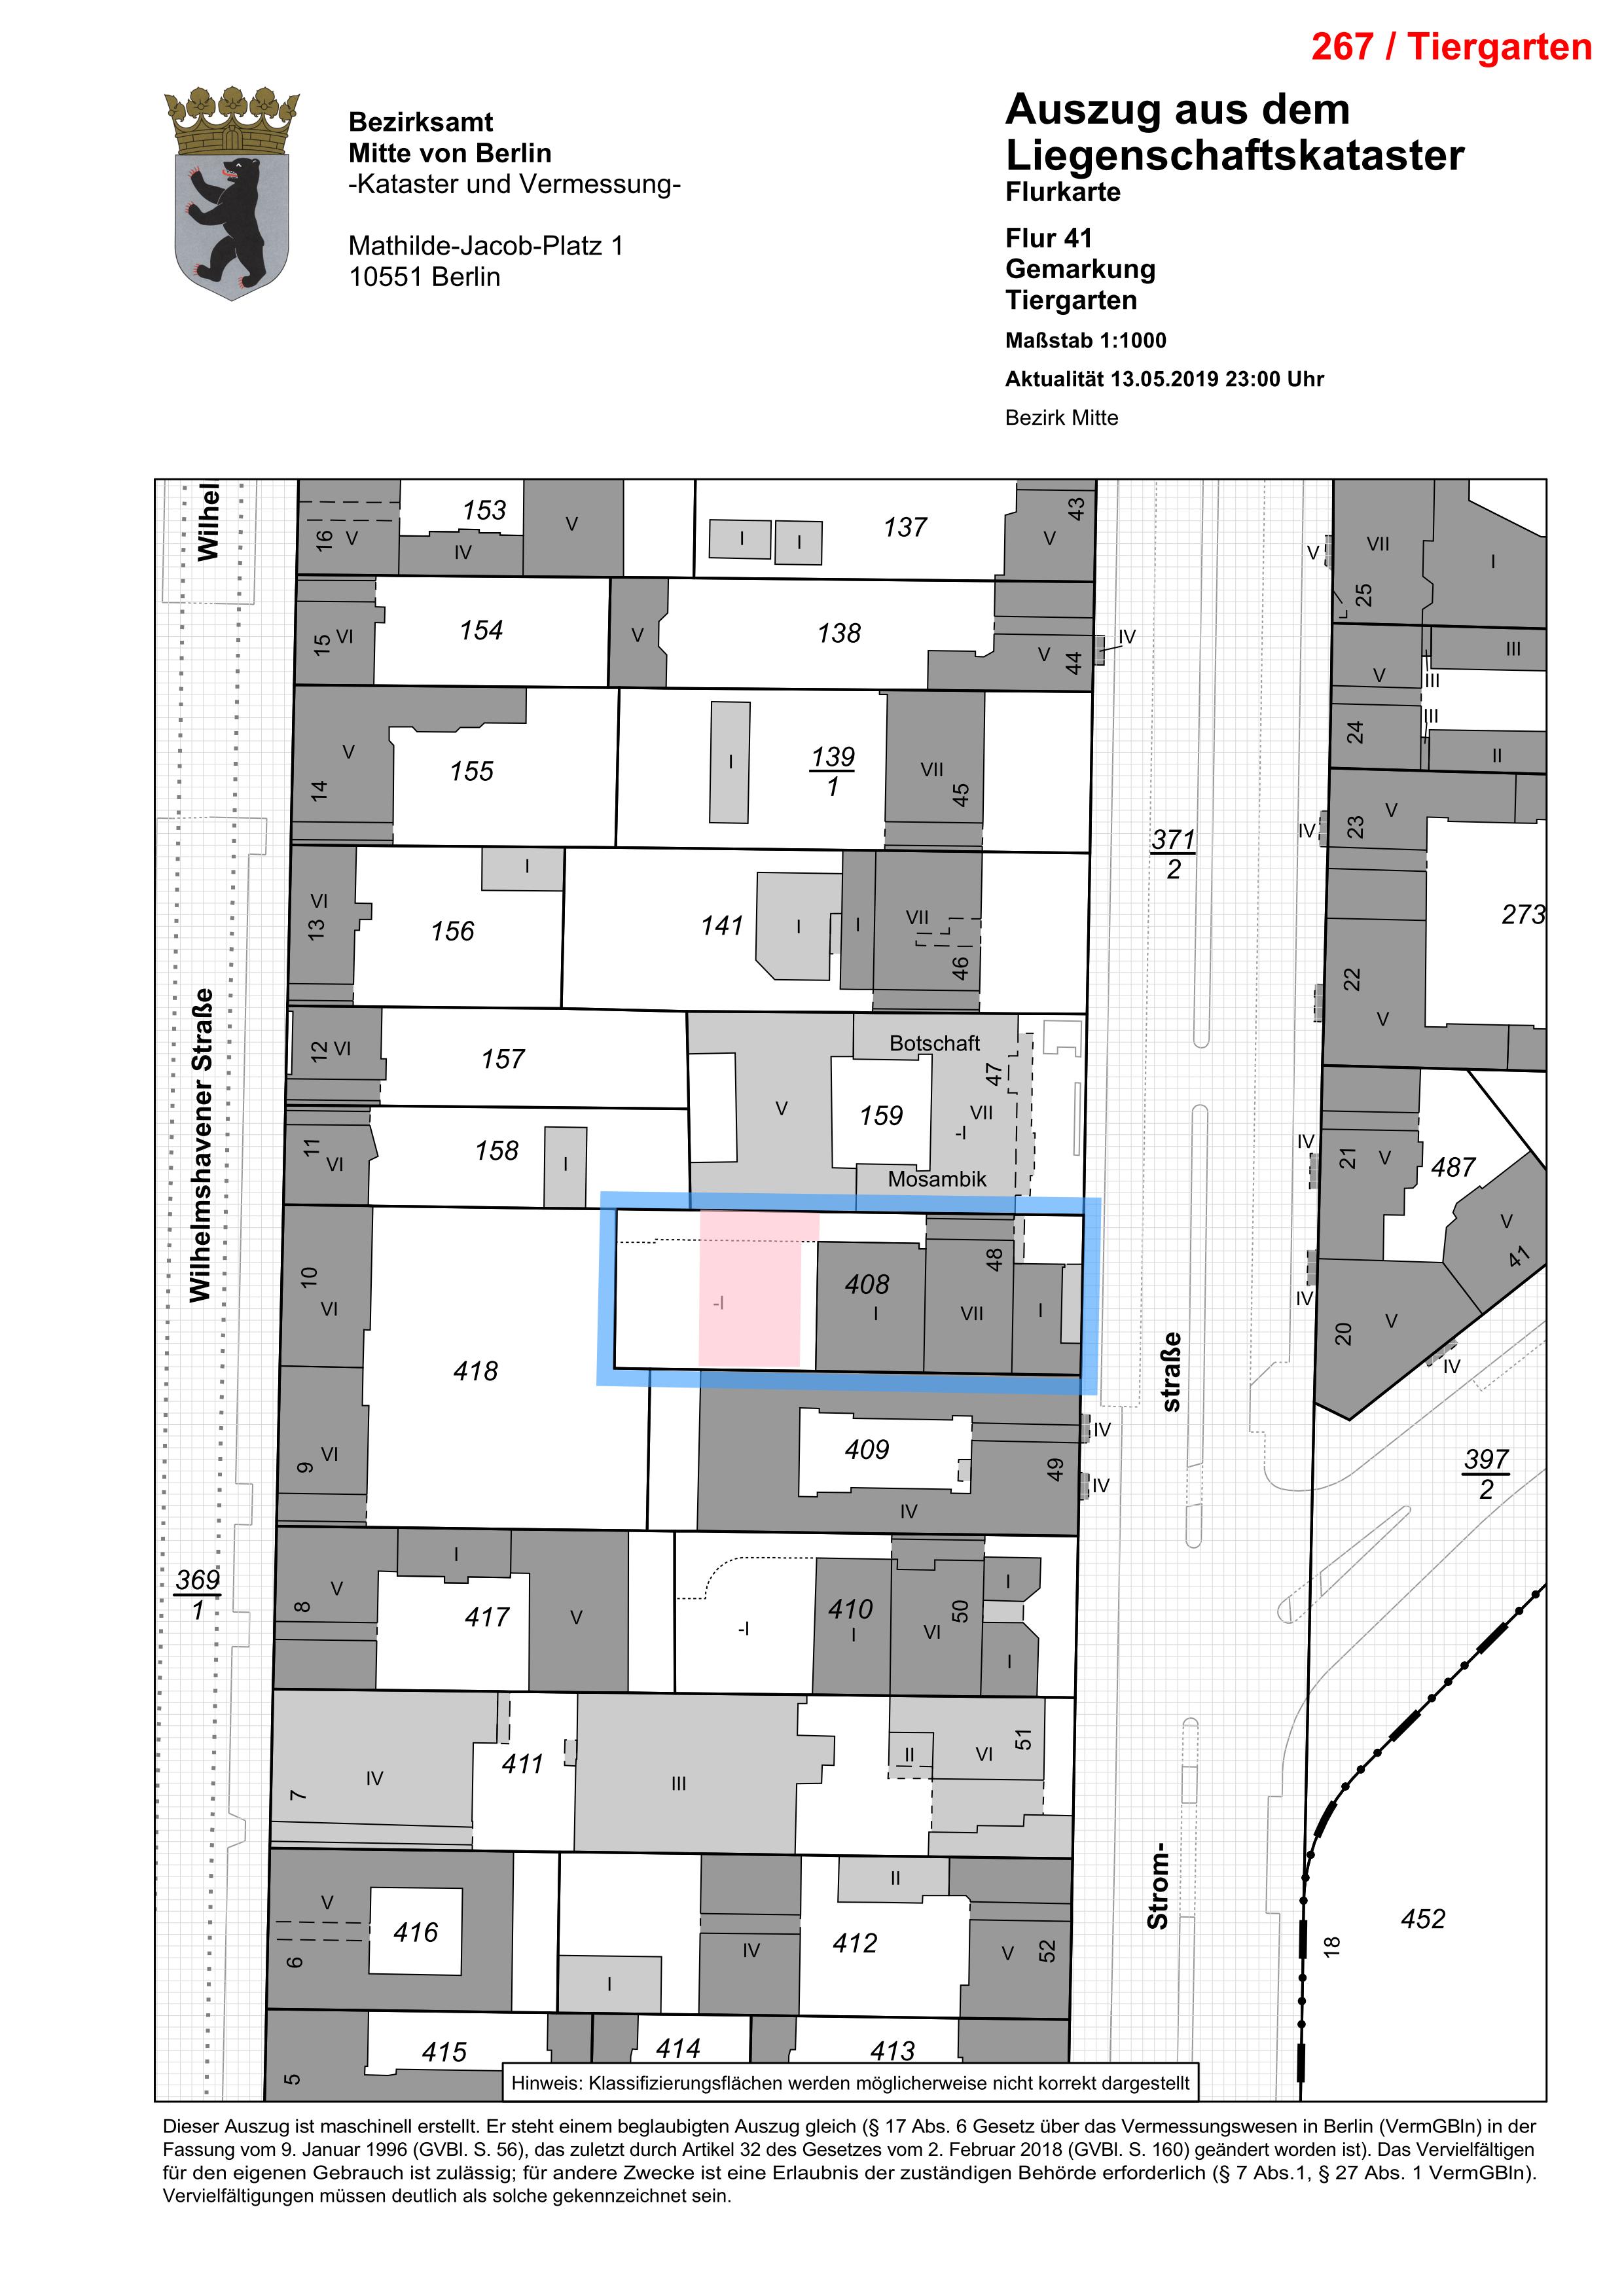 267 / Tiergarten
Bezirksamt
Mitte von Berlin
-Kataster und Vermessung-
Mathilde-Jacob-Platz 1
10551 Berlin
Auszug aus dem
Liegenschaftskataster
Flurkarte
Flur 41
Gemarkung
Tiergarten
Maßstab 1:1000
Aktualität 13.05.2019 23:00 Uhr
Bezirk Mitte
Wilhel
16
V
153
IV
V
I
I
137
V
43
V
VII
25
I
15
VI
154
V
138
V
44
IV
V
III
III
III
24
II
14
V
155
I
139
1
VII
45
371
2
IV
23
V
13
VI
156
I
141
I
I
VII
46
273
22
V
Wilhelmshavener Straße
12
VI
157
Botschaft
47
V
159
VII
-I
Mosambik
11
VI
158
I
IV
21
V
487
V
41
10
VI
-I
408
I
VII
48
I
IV
20
V
IV
418
straße
9
VI
409
IV
49
IV
IV
397
2
369
1
8
V
I
417
V
-I
410
I
VI
50
I
I
7
IV
411
III
II
VI
51
Strom-
6
V
416
I
IV
II
412
V
52
18
452
5
415
414
413
Hinweis: Klassifizierungsflächen werden möglicherweise nicht korrekt dargestellt
Dieser Auszug ist maschinell erstellt. Er steht einem beglaubigten Auszug gleich (§ 17 Abs. 6 Gesetz über das Vermessungswesen in Berlin (VermGBln) in der
Fassung vom 9. Januar 1996 (GVBl. S. 56), das zuletzt durch Artikel 32 des Gesetzes vom 2. Februar 2018 (GVBl. S. 160) geändert worden ist). Das Vervielfältigen
für den eigenen Gebrauch ist zulässig; für andere Zwecke ist eine Erlaubnis der zuständigen Behörde erforderlich (§ 7 Abs.1, § 27 Abs. 1 VermGBln).
Vervielfältigungen müssen deutlich als solche gekennzeichnet sein.